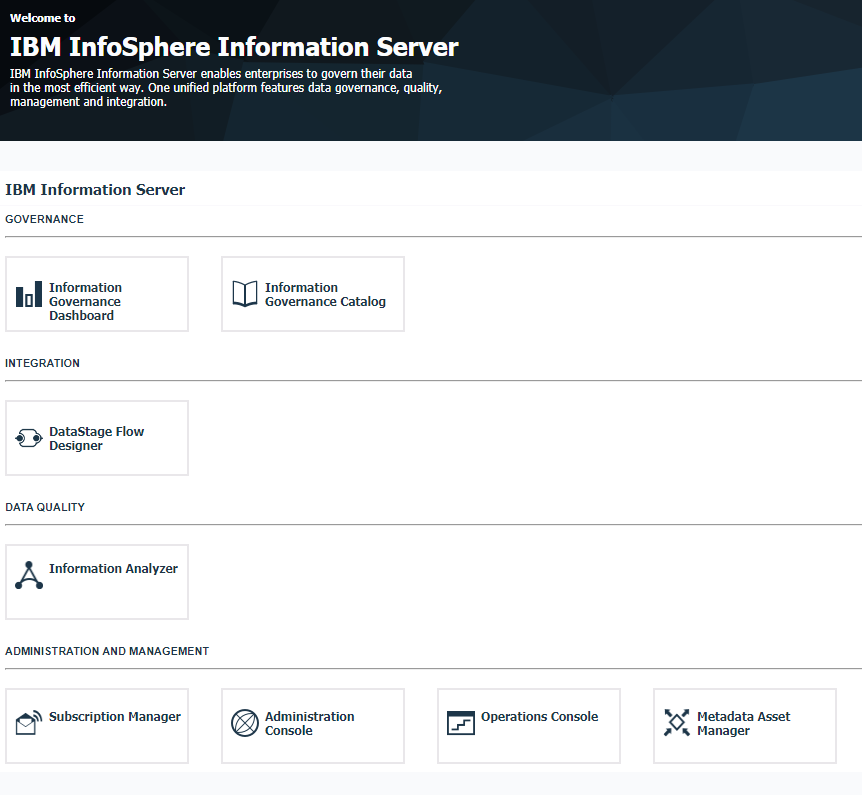 Welcome to
IBM InfoSphere Information Server
IBM InfoSphere Information Server enables enterprises to govern their data
in the most efficient way. One unified platform features data governance, quality,
management and integration.
IBM Information Server
GOVERNANCE
Information
Governance
Dashboard
Information
Governance Catalog
INTEGRATION
DataStage Flow
Designer
DATA QUALITY
Information Analyzer
ADMINISTRATION AND MANAGEMENT
Subscription Manager
Administration
Console
Operations Console
Metadata Asset
Manager